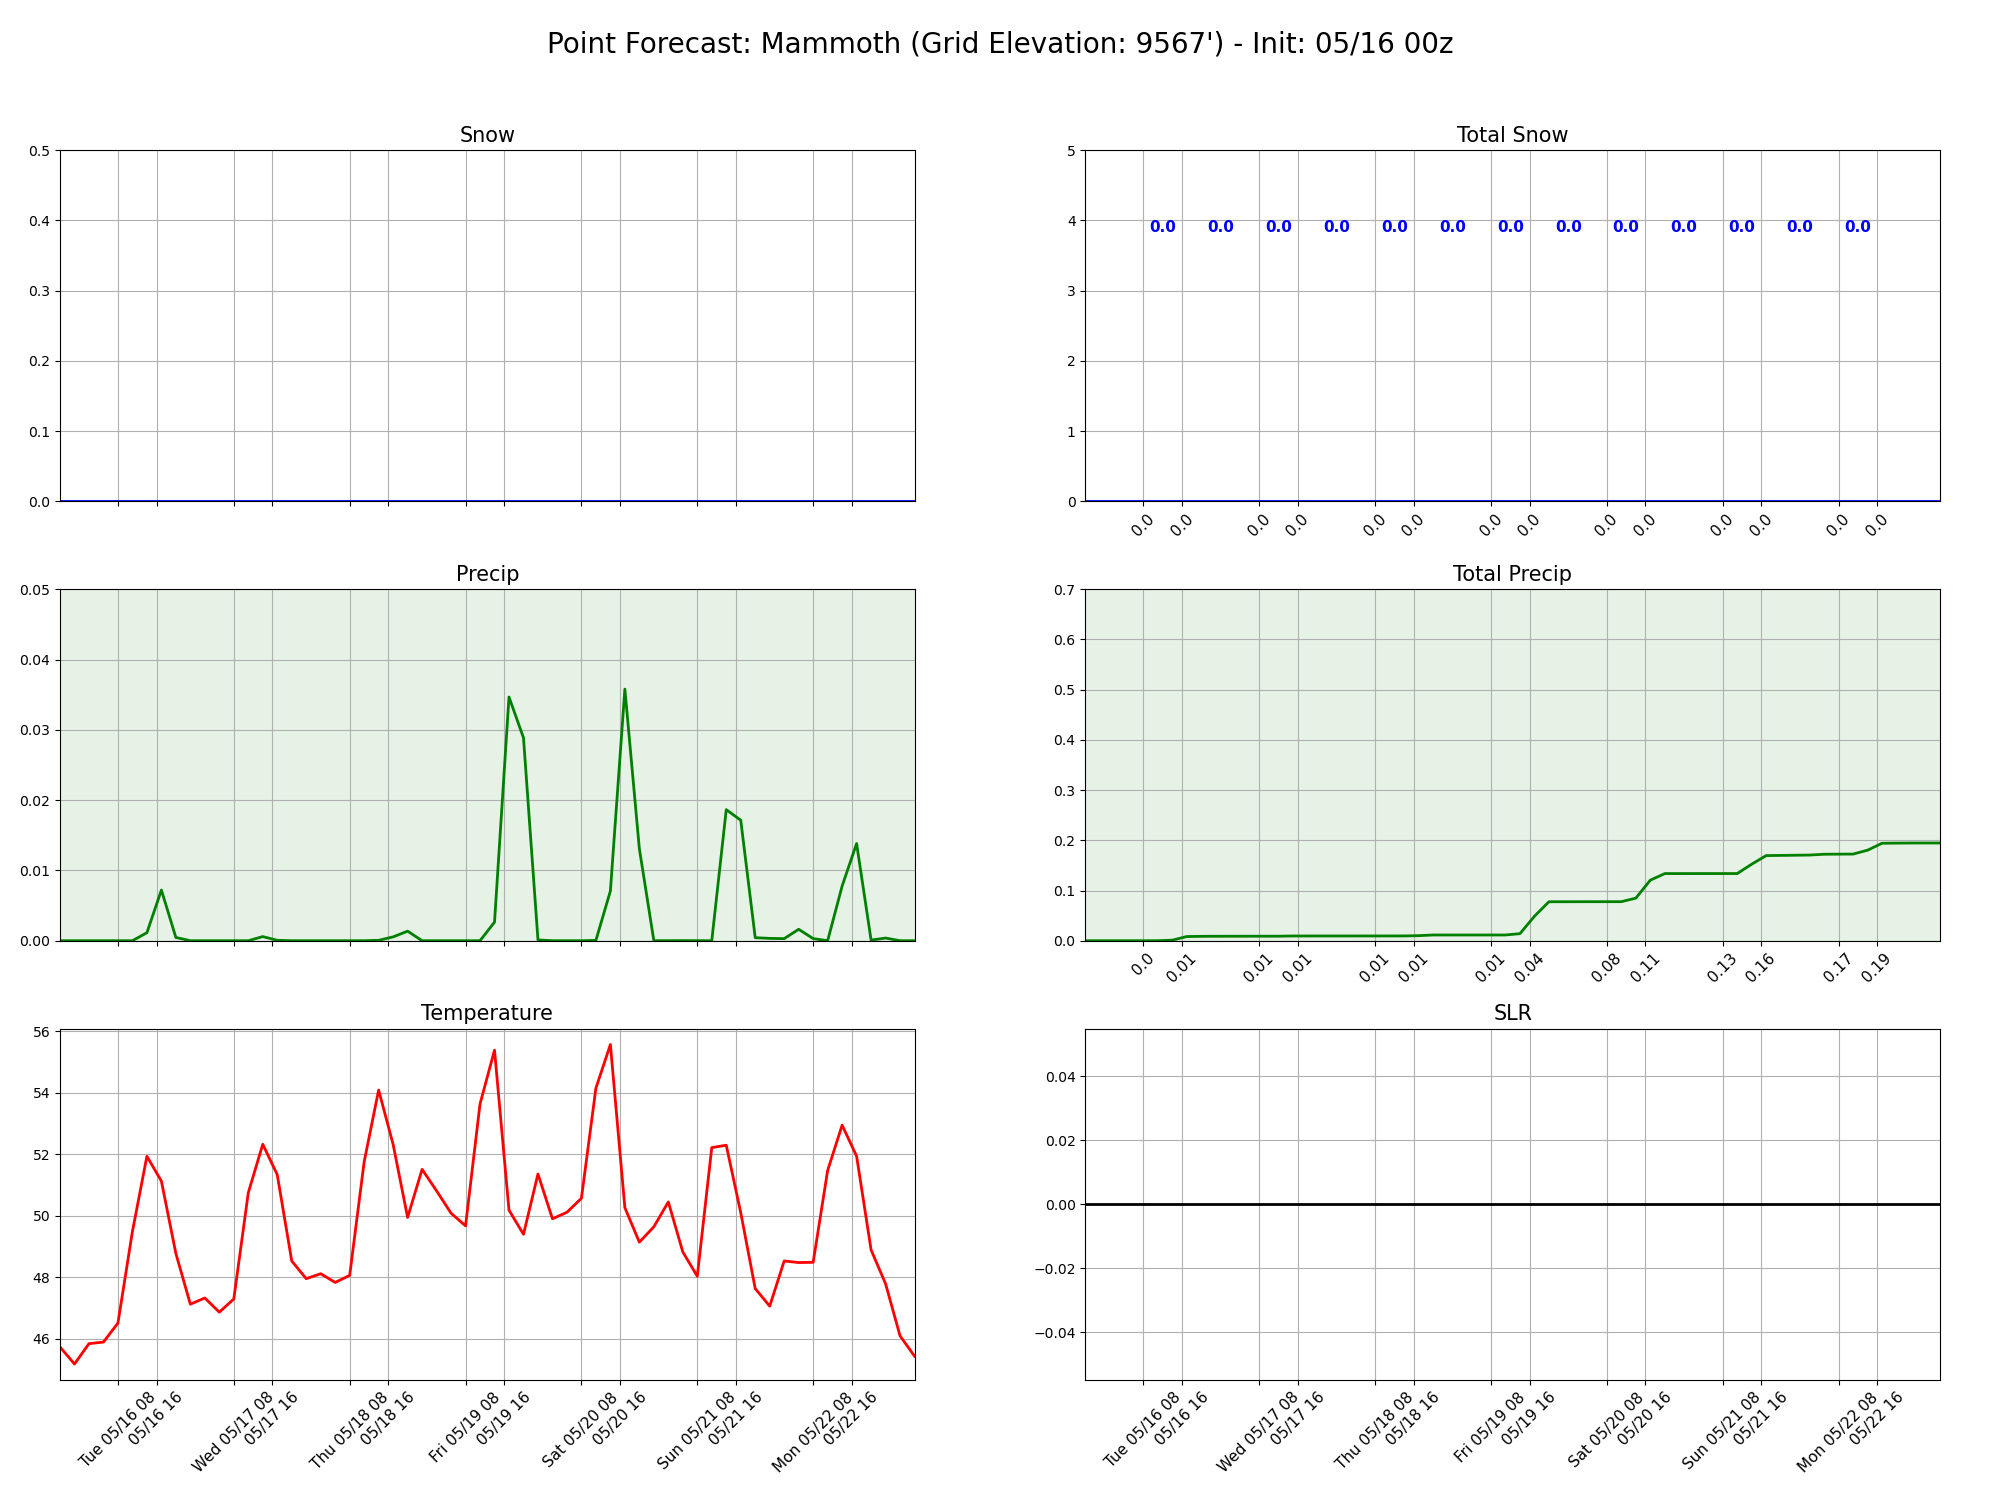 Point Forecast: Mammoth (Grid Elevation: 9567') - Init: 05/16 00z
Snow
0.5
0.4
0.3
0.2
0.1
0.0
Total Snow
5
4
3
2
1
0
0.0 0.0 0.0 0.0 0.0 0.0 0.0 0.0 0.0 0.0 0.0 0.0 0.0
0.0 0.0 0.0 0.0 0.0 0.0 0.0 0.0 0.0 0.0 0.0 0.0 0.0 0.0
Precip
0.05
0.04
0.03
0.02
0.01
0.00
Total Precip
0.7
0.6
0.5
0.4
0.3
0.2
0.1
0.0
0.0 0.01 0.01 0.01 0.01 0.01 0.01 0.04 0.08 0.11 0.13 0.16 0.17 0.19
Temperature
56
54
52
50
48
46
Tue 05/16 08
05/16 16
Wed 05/17 08
05/17 16
Thu 05/18 08
05/18 16
Fri 05/19 08
05/19 16
Sat 05/20 08
05/20 16
Sun 05/21 08
05/21 16
Mon 05/22 08
05/22 16
SLR
0.04
0.02
0.00
−0.02
−0.04
Tue 05/16 08
05/16 16
Wed 05/17 08
05/17 16
Thu 05/18 08
05/18 16
Fri 05/19 08
05/19 16
Sat 05/20 08
05/20 16
Sun 05/21 08
05/21 16
Mon 05/22 08
05/22 16